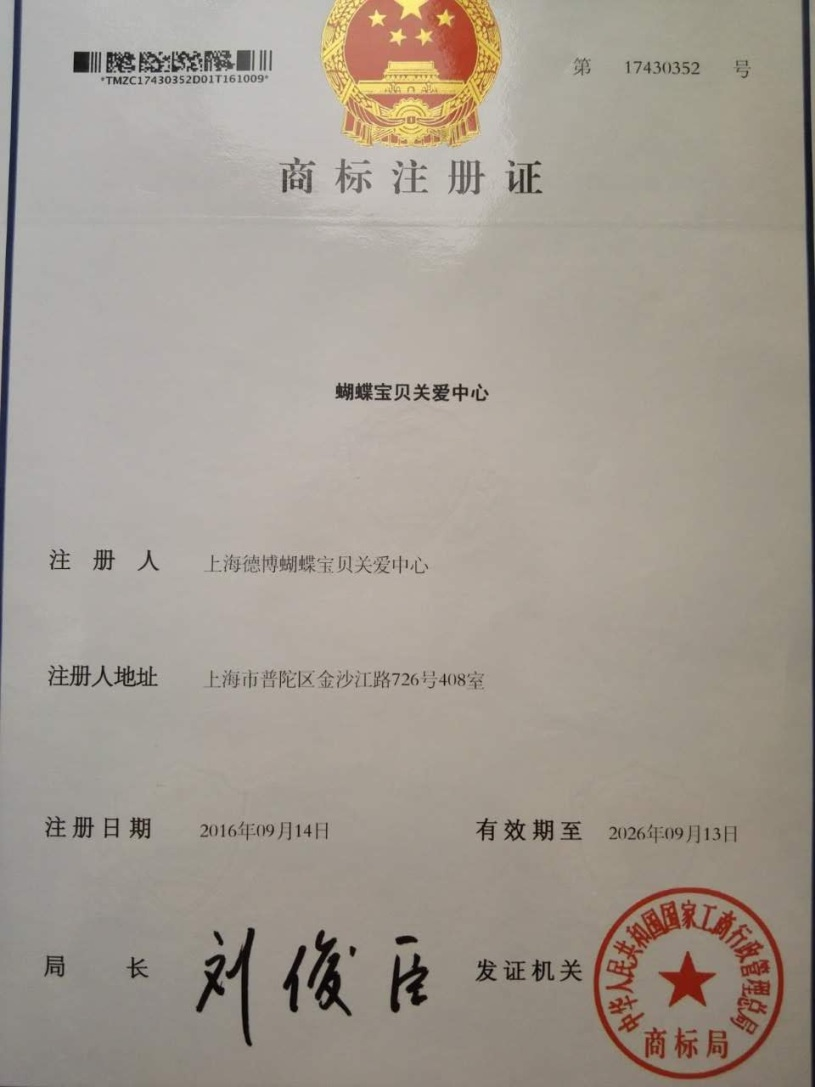 *TMZC17430352D01T161009*
第 17430352 号
商标注册证
蝴蝶宝贝关爱中心
注册人 上海德博蝴蝶宝贝关爱中心
注册人地址 上海市普陀区金沙江路726号408室
注册日期 2016年09月14日 有效期至 2026年09月13日
局长 刘俊臣 发证机关
中华人民共和国国家工商行政管理总局
商标局